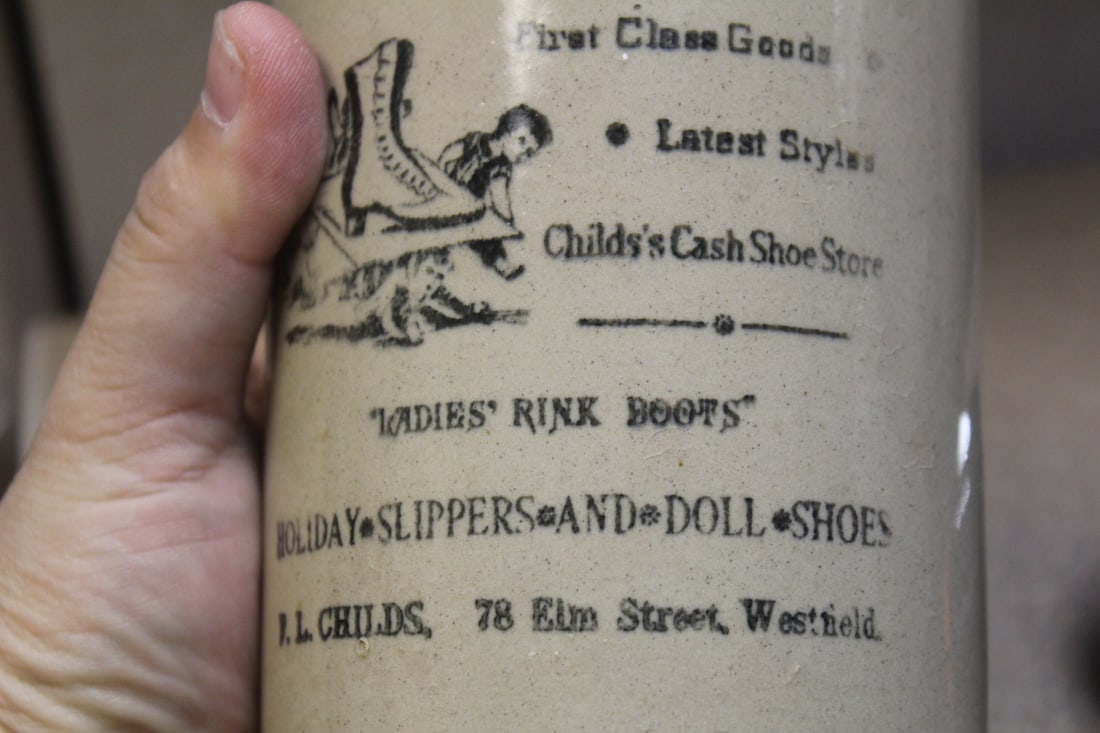 First Class Goods
• Latest Styles
Childs's Cash Shoe Store
"LADIES' RINK BOOTS"
HOLIDAY*SLIPPERS*AND*DOLL*SHOES
L. CHILDS, 78 Elm Street, Westfield.